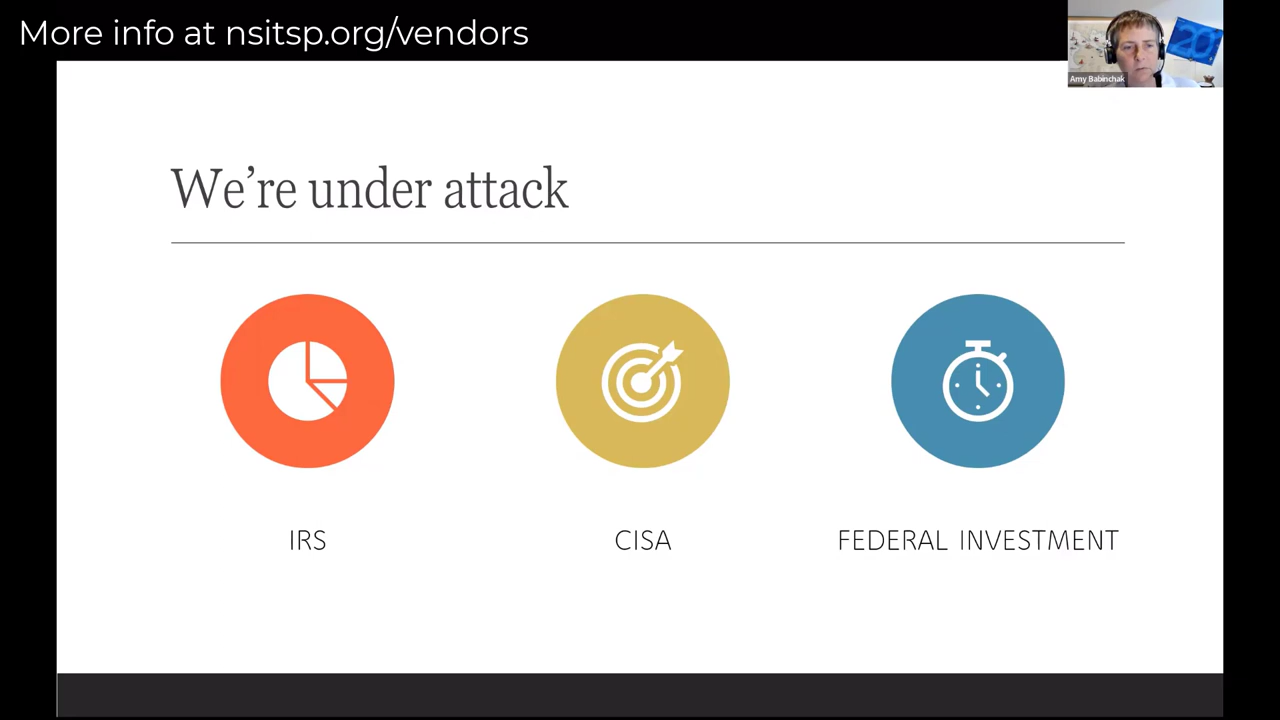 More info at nsitsp.org/vendors
Amy Babinchak
We're under attack
IRS
CISA
FEDERAL INVESTMENT